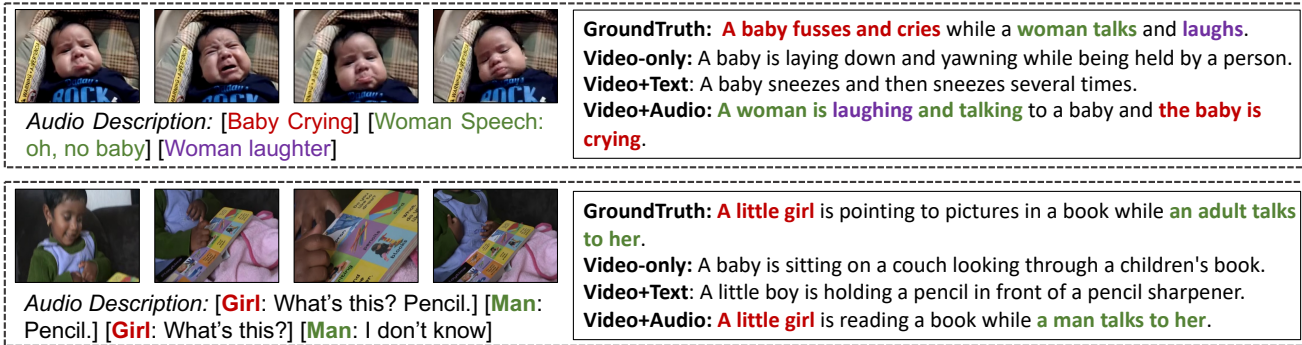 ROCK
ROCK
ROCK
ROCK
Audio Description: [Baby Crying] [Woman Speech:
oh, no baby] [Woman laughter]
GroundTruth: A baby fusses and cries while a woman talks and laughs.
Video-only: A baby is laying down and yawning while being held by a person.
Video+Text: A baby sneezes and then sneezes several times.
Video+Audio: A woman is laughing and talking to a baby and the baby is
crying.
Audio Description: [Girl: What's this? Pencil.] [Man:
Pencil.] [Girl: What's this?] [Man: I don't know]
GroundTruth: A little girl is pointing to pictures in a book while an adult talks
to her.
Video-only: A baby is sitting on a couch looking through a children's book.
Video+Text: A little boy is holding a pencil in front of a pencil sharpener.
Video+Audio: A little girl is reading a book while a man talks to her.